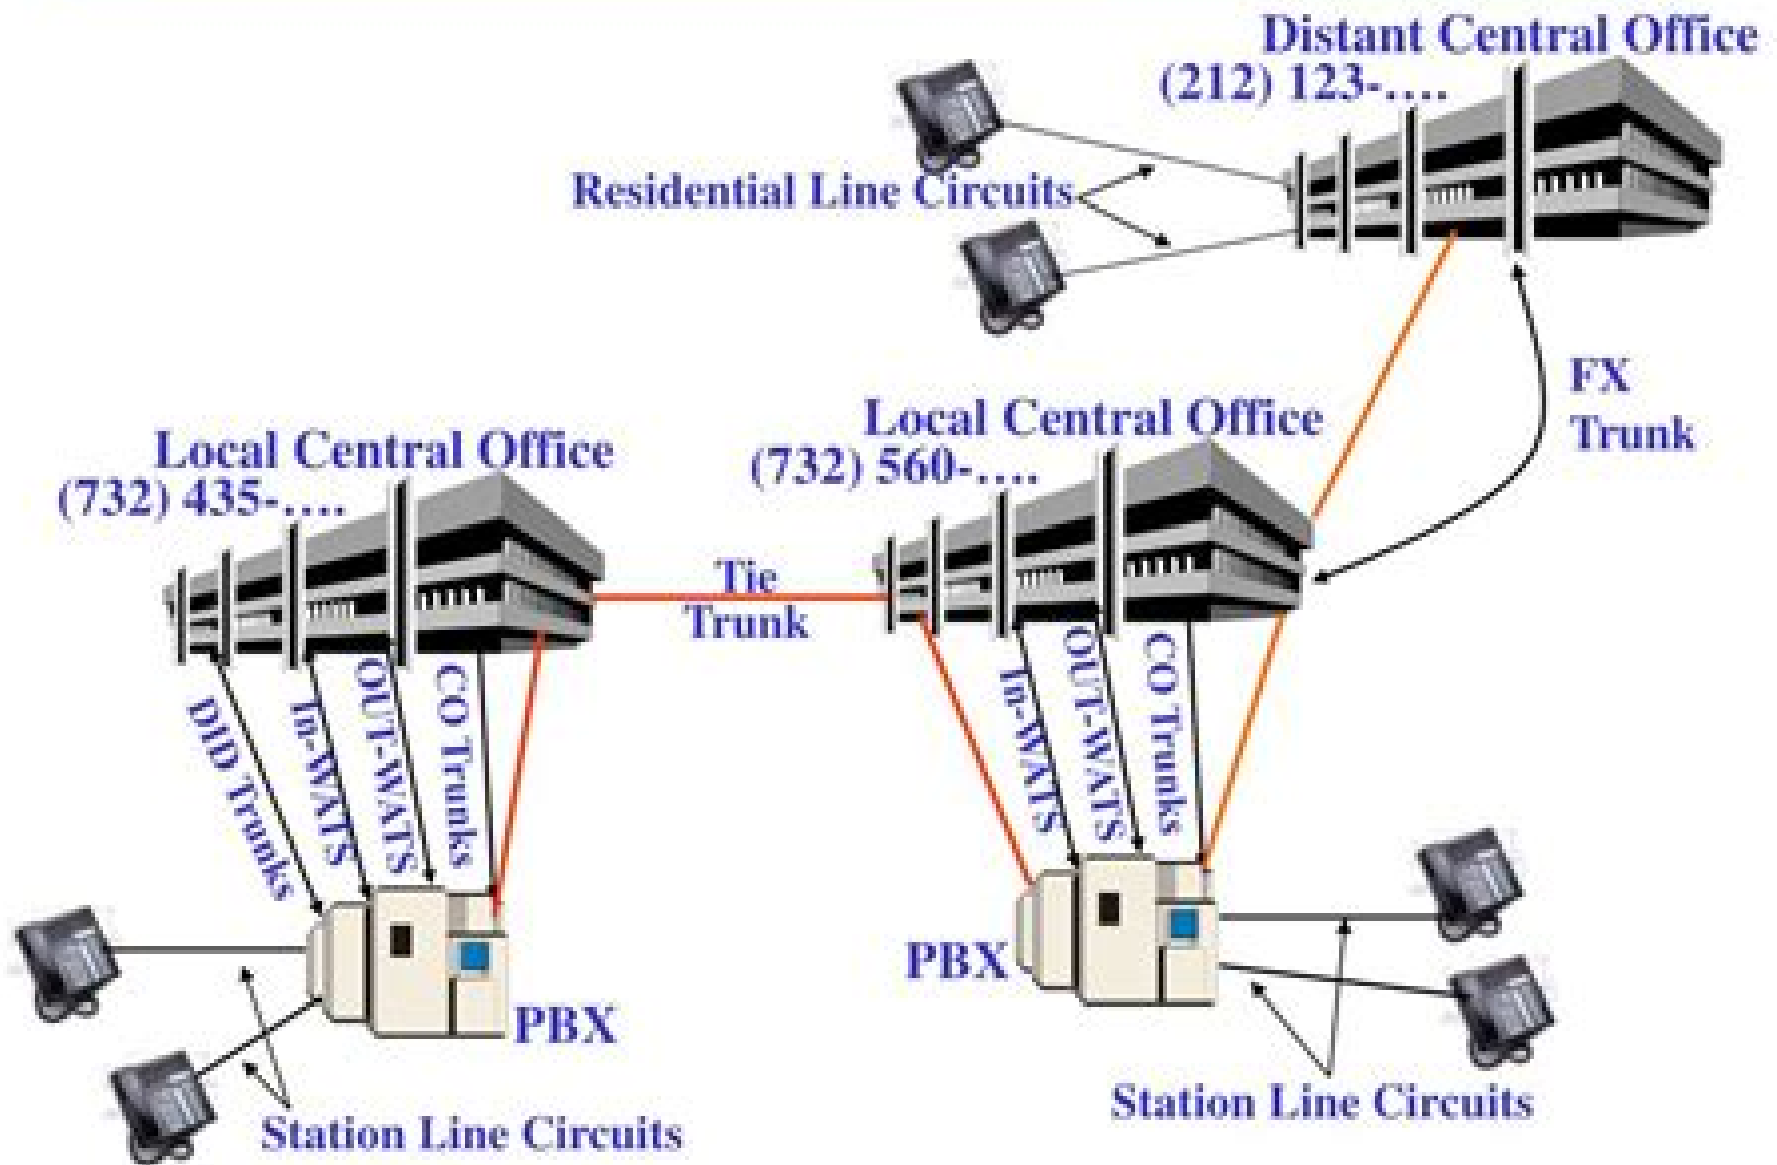 Distant Central Office
(212) 123-....
Residential Line Circuits
FX
Trunk
Local Central Office
(732) 560-....
Local Central Office
(732) 435-....
Tie
Trunk
DID Trunks
In-WATS
OUT-WATS
CO Trunks
In-WATS
OUT-WATS
CO Trunks
PBX
PBX
Station Line Circuits
Station Line Circuits